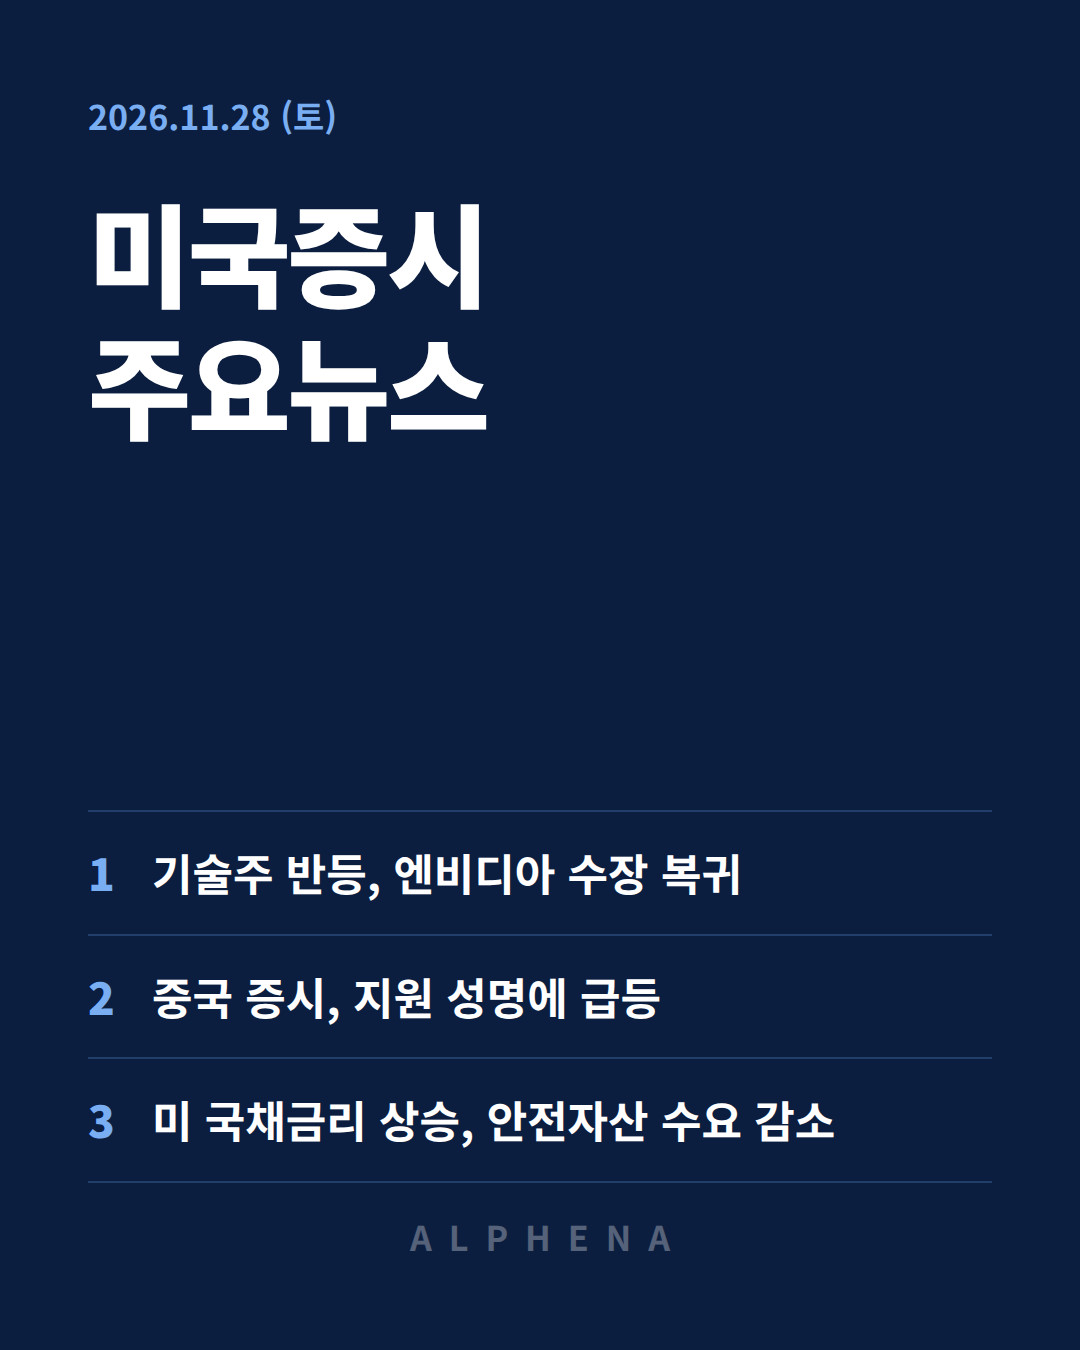 2026.11.28 (토)
미국증시
주요뉴스
1 기술주 반등, 엔비디아 수장 복귀
2 중국 증시, 지원 성명에 급등
3 미 국채금리 상승, 안전자산 수요 감소
ALPHENA